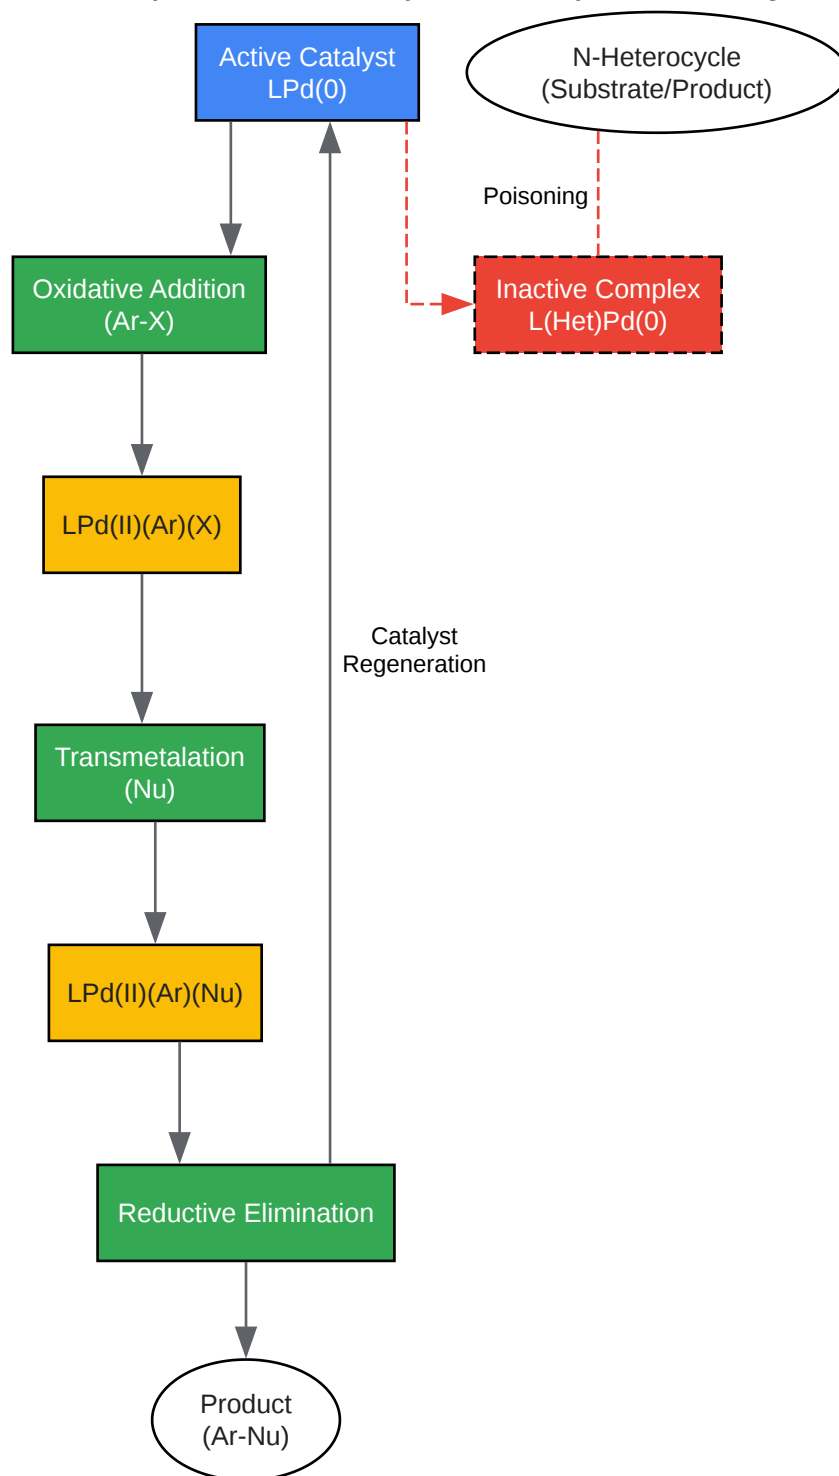 Active Catalyst
LPd(0)
N-Heterocycle
(Substrate/Product)
Poisoning
Oxidative Addition
(Ar-X)
Inactive Complex
L(Het)Pd(0)
LPd(II)(Ar)(X)
Catalyst
Regeneration
Transmetalation
(Nu)
LPd(II)(Ar)(Nu)
Reductive Elimination
Product
(Ar-Nu)